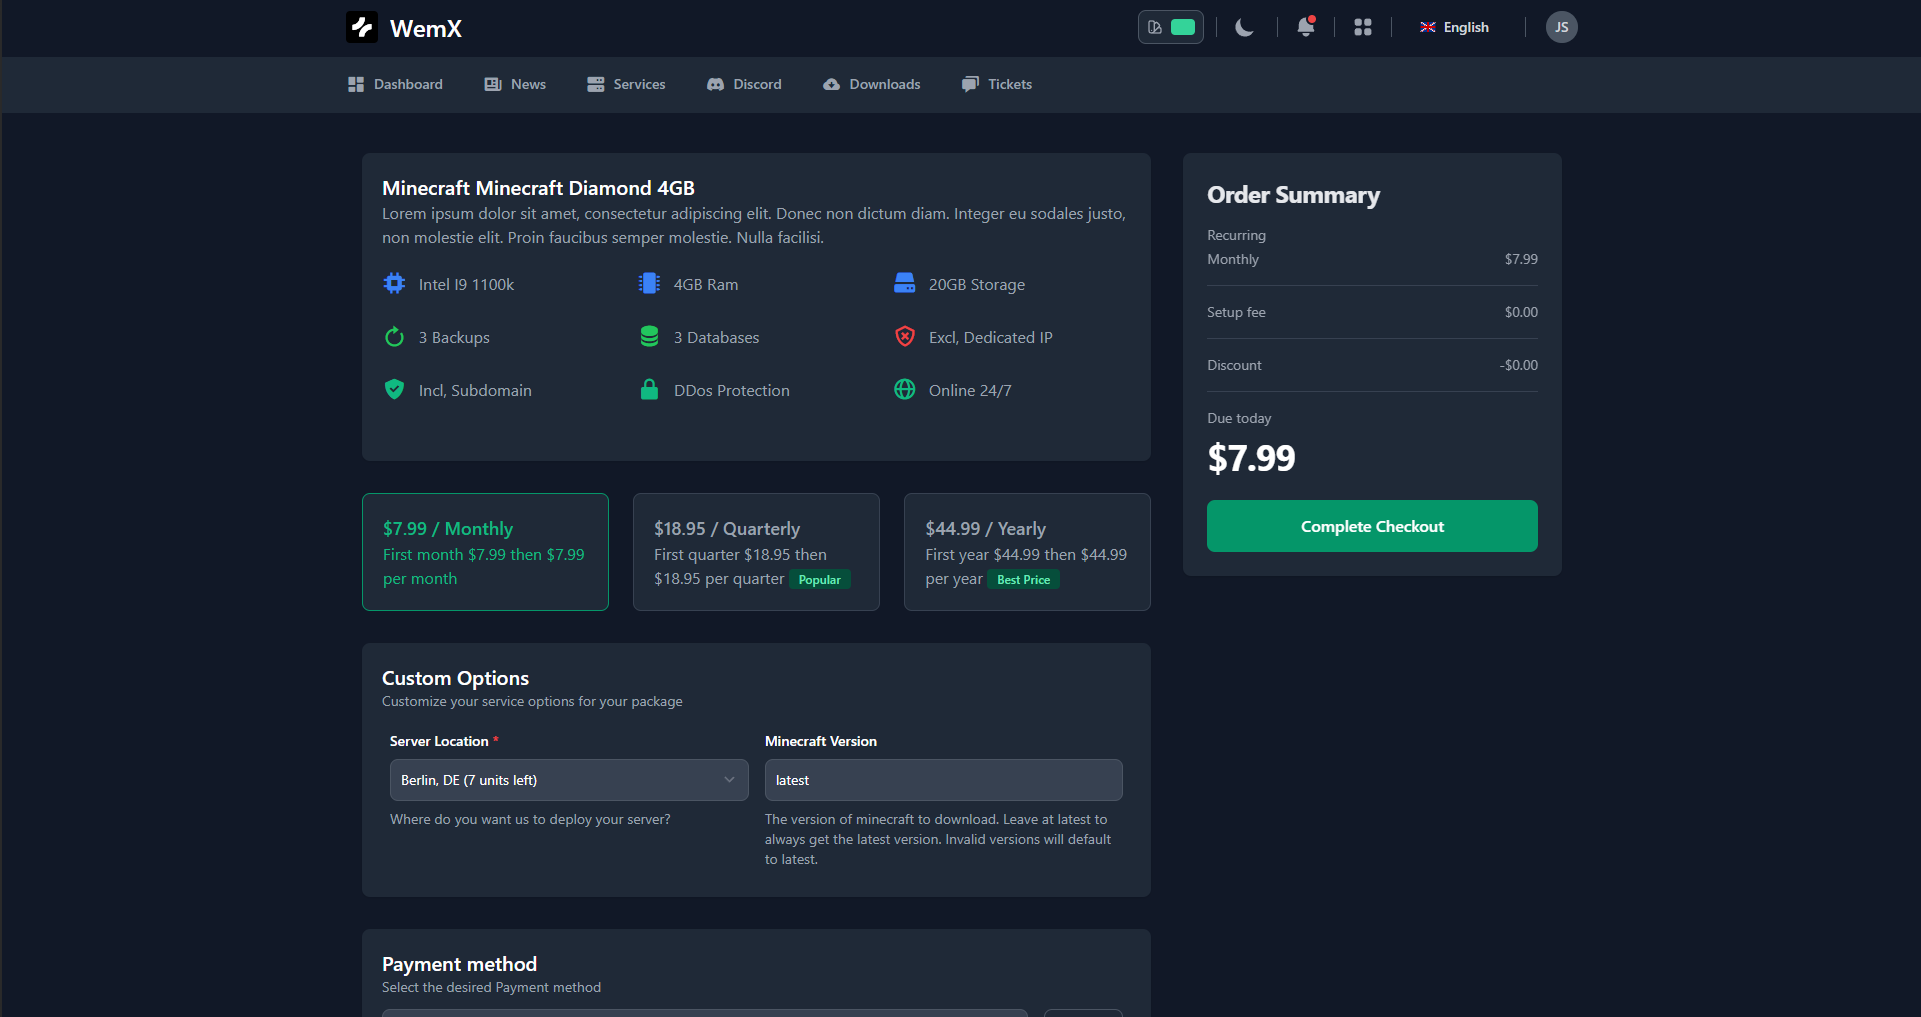 WemX
English
JS
Dashboard
News
Services
Discord
Downloads
Tickets
Minecraft Minecraft Diamond 4GB
Lorem ipsum dolor sit amet, consectetur adipiscing elit. Donec non dictum diam. Integer eu sodales justo,
non molestie elit. Proin faucibus semper molestie. Nulla facilisi.
Intel I9 1100k
4GB Ram
20GB Storage
3 Backups
3 Databases
Excl, Dedicated IP
Incl, Subdomain
DDos Protection
Online 24/7
$7.99 / Monthly
First month $7.99 then $7.99
per month
$18.95 / Quarterly
First quarter $18.95 then
$18.95 per quarter Popular
$44.99 / Yearly
First year $44.99 then $44.99
per year Best Price
Custom Options
Customize your service options for your package
Server Location *
Berlin, DE (7 units left)
Where do you want us to deploy your server?
Minecraft Version
latest
The version of minecraft to download. Leave at latest to
always get the latest version. Invalid versions will default
to latest.
Payment method
Select the desired Payment method
Order Summary
Recurring
Monthly $7.99
Setup fee $0.00
Discount -$0.00
Due today
$7.99
Complete Checkout